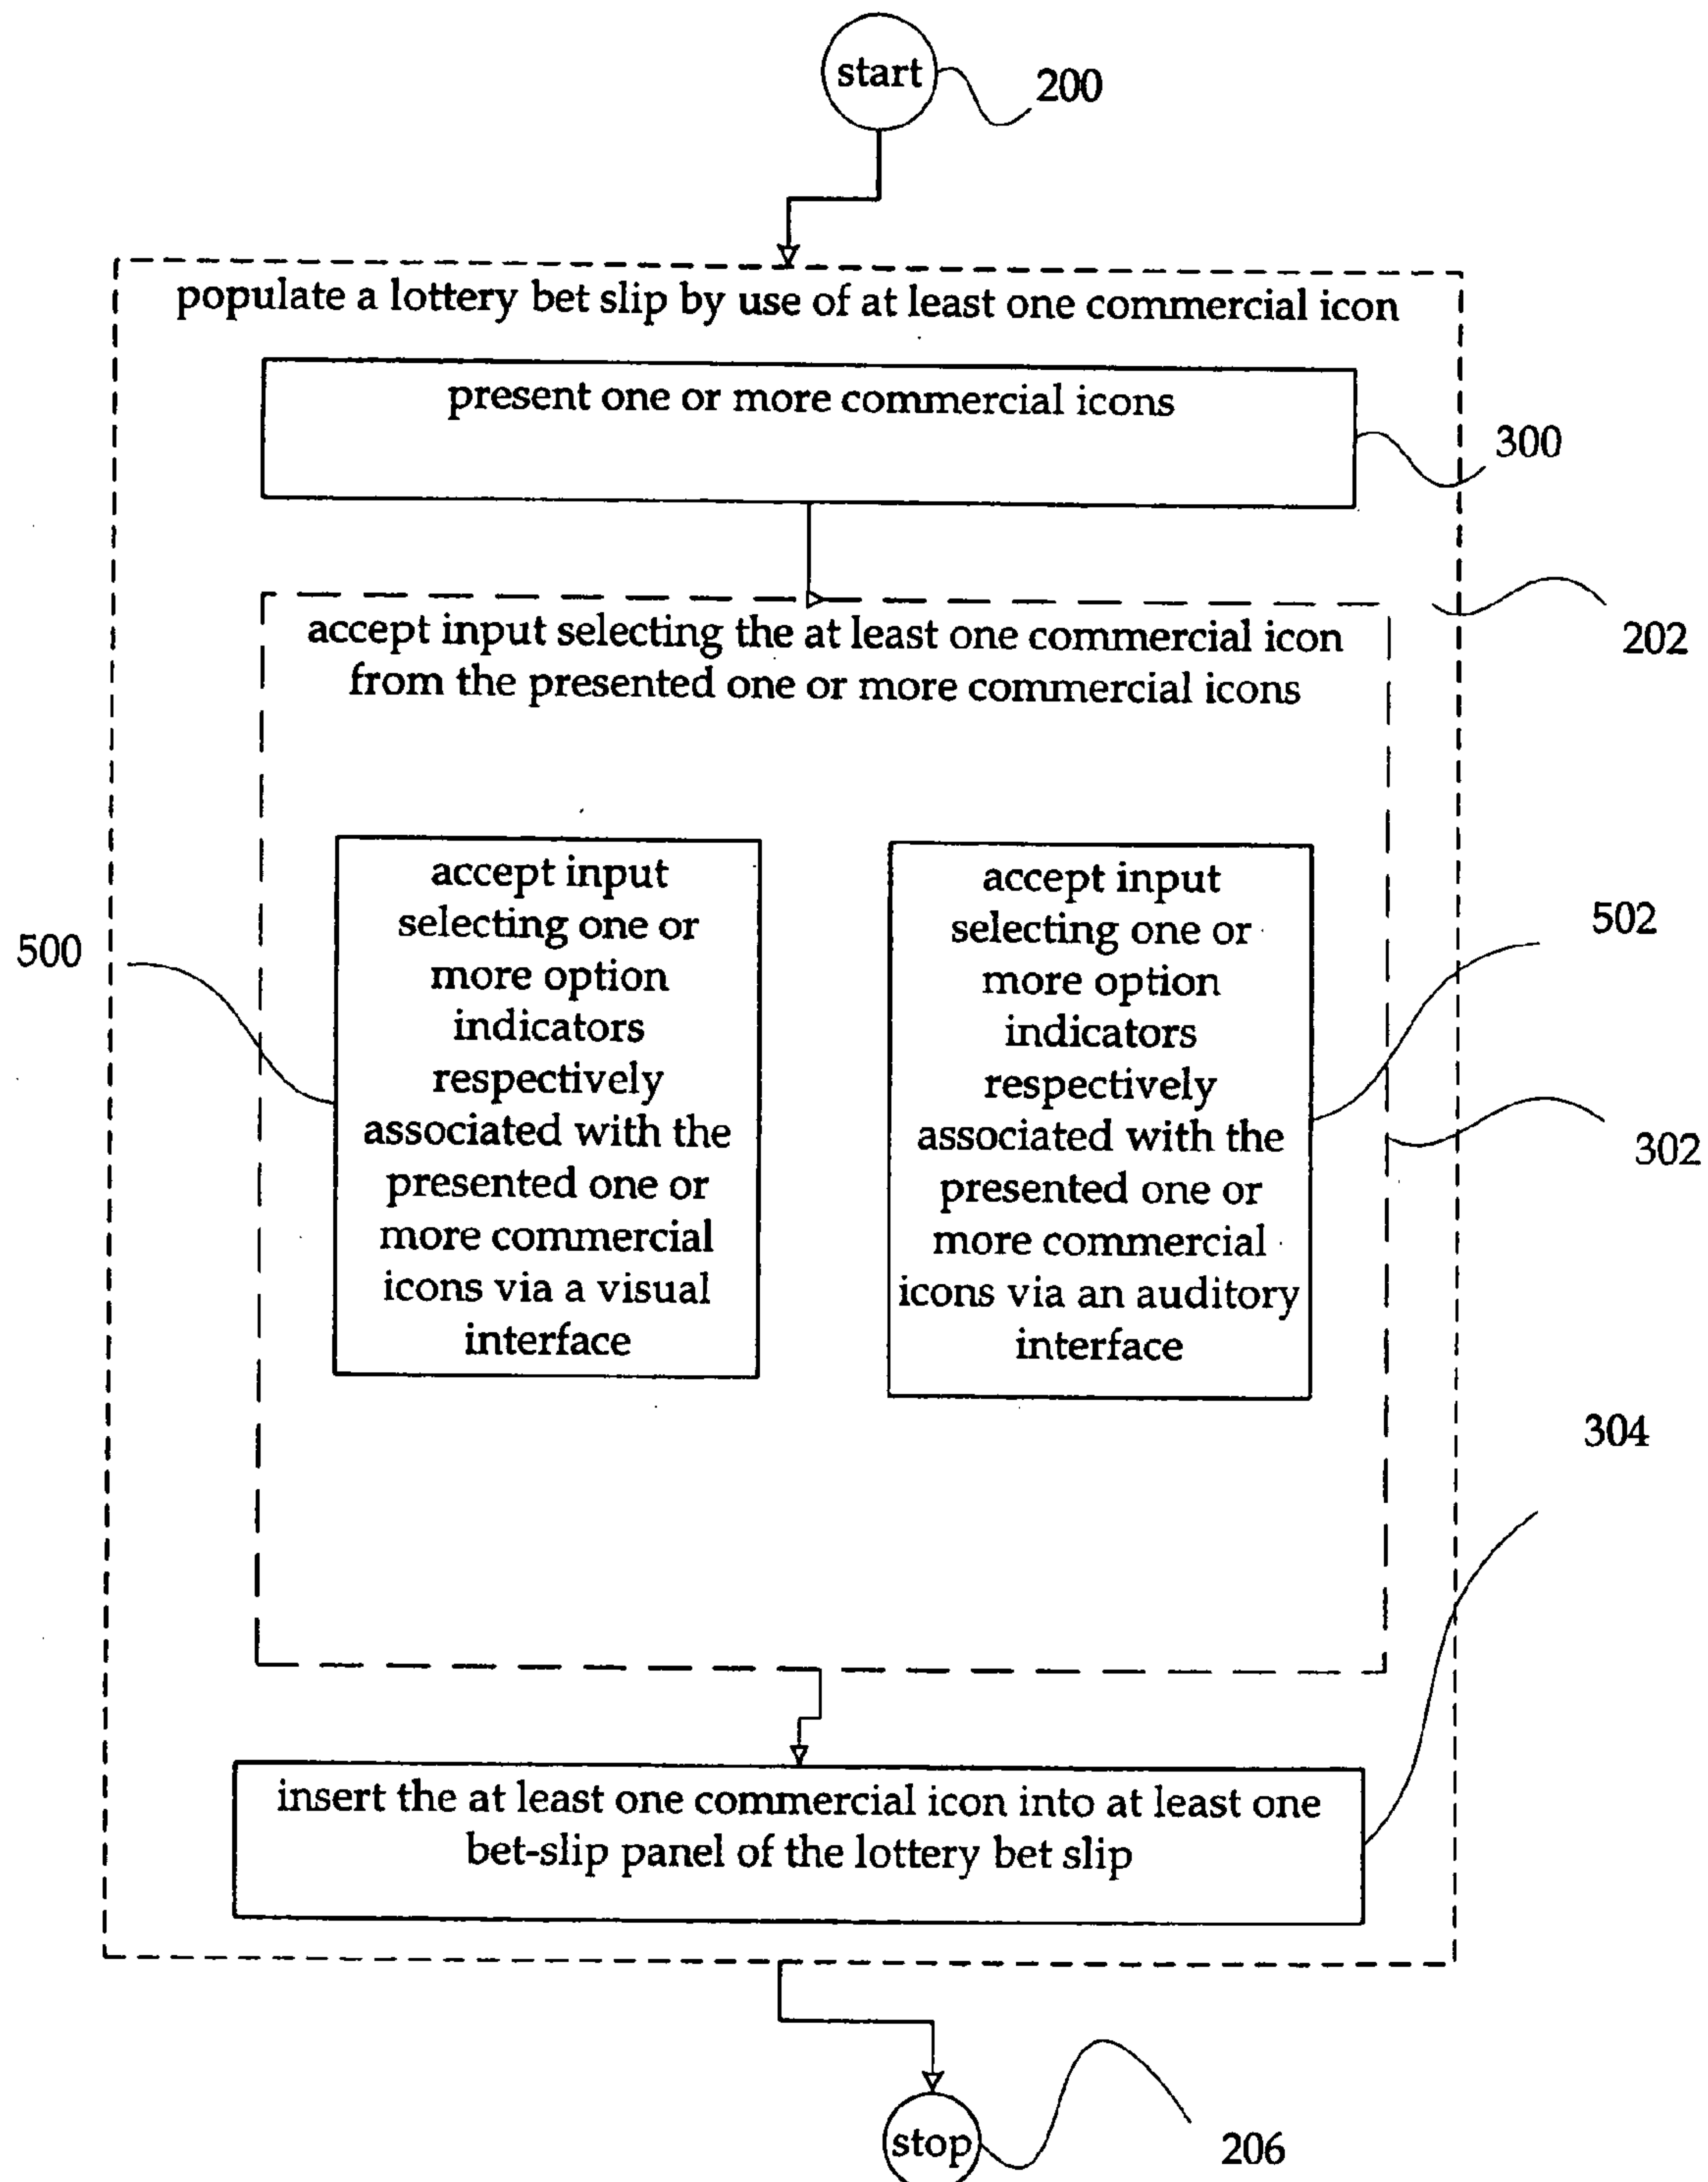 start
200
populate a lottery bet slip by use of at least one commercial icon
present one or more commercial icons
300
202
accept input selecting the at least one commercial icon
from the presented one or more commercial icons
500
accept input
selecting one or
more option
indicators
respectively
associated with the
presented one or
more commercial
icons via a visual
interface
accept input
selecting one or
more option
indicators
respectively
associated with the
presented one or
more commercial
icons via an auditory
interface
502
302
304
insert the at least one commercial icon into at least one
bet-slip panel of the lottery bet slip
stop
206